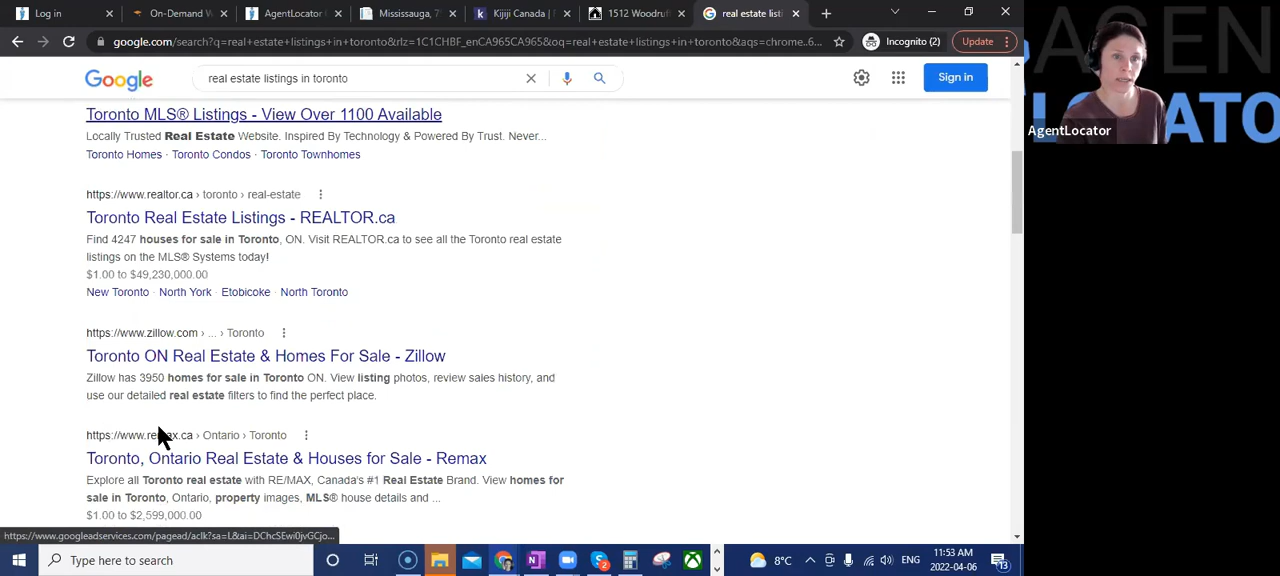 Log in
On-Demand W
AgentLocator
Mississauga, 7
Kijiji Canada | F
1512 Woodruff
real estate listi
google.com/search?q=real+estate+listings+in+toronto&rlz=1C1CHBF_enCA965CA965&oq=real+estate+listings+in+toronto&aqs=chrome..6...
Incognito (2)
Update
Google
real estate listings in toronto
Sign in
Toronto MLS® Listings - View Over 1100 Available
Locally Trusted Real Estate Website. Inspired By Technology & Powered By Trust. Never...
Toronto Homes · Toronto Condos · Toronto Townhomes
https://www.realtor.ca › toronto › real-estate
Toronto Real Estate Listings - REALTOR.ca
Find 4247 houses for sale in Toronto, ON. Visit REALTOR.ca to see all the Toronto real estate
listings on the MLS® Systems today!
$1.00 to $49,230,000.00
New Toronto · North York · Etobicoke · North Toronto
https://www.zillow.com › ... › Toronto
Toronto ON Real Estate & Homes For Sale - Zillow
Zillow has 3950 homes for sale in Toronto ON. View listing photos, review sales history, and
use our detailed real estate filters to find the perfect place.
https://www.remax.ca › Ontario › Toronto
Toronto, Ontario Real Estate & Houses for Sale - Remax
Explore all Toronto real estate with RE/MAX, Canada's #1 Real Estate Brand. View homes for
sale in Toronto, Ontario, property images, MLS® house details and ...
$1.00 to $2,599,000.00
https://www.googleadservices.com/pagead/aclk?sa=L&ai=DChcSEwi0jvGCjo...
Type here to search
8°C
ENG
11:53 AM
2022-04-06
13
AGEN
LOCATO
AgentLocator